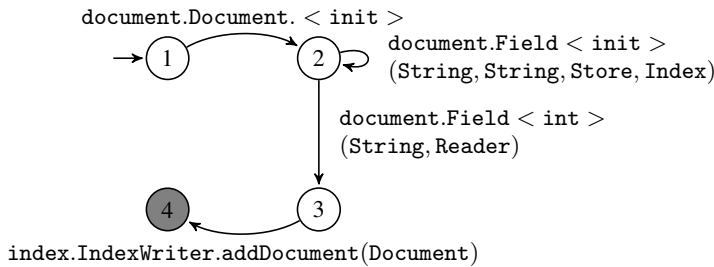 document.Document. < init >
1
2
document.Field < init >
(String, String, Store, Index)
document.Field < int >
(String, Reader)
4
3
index.IndexWriter.addDocument(Document)